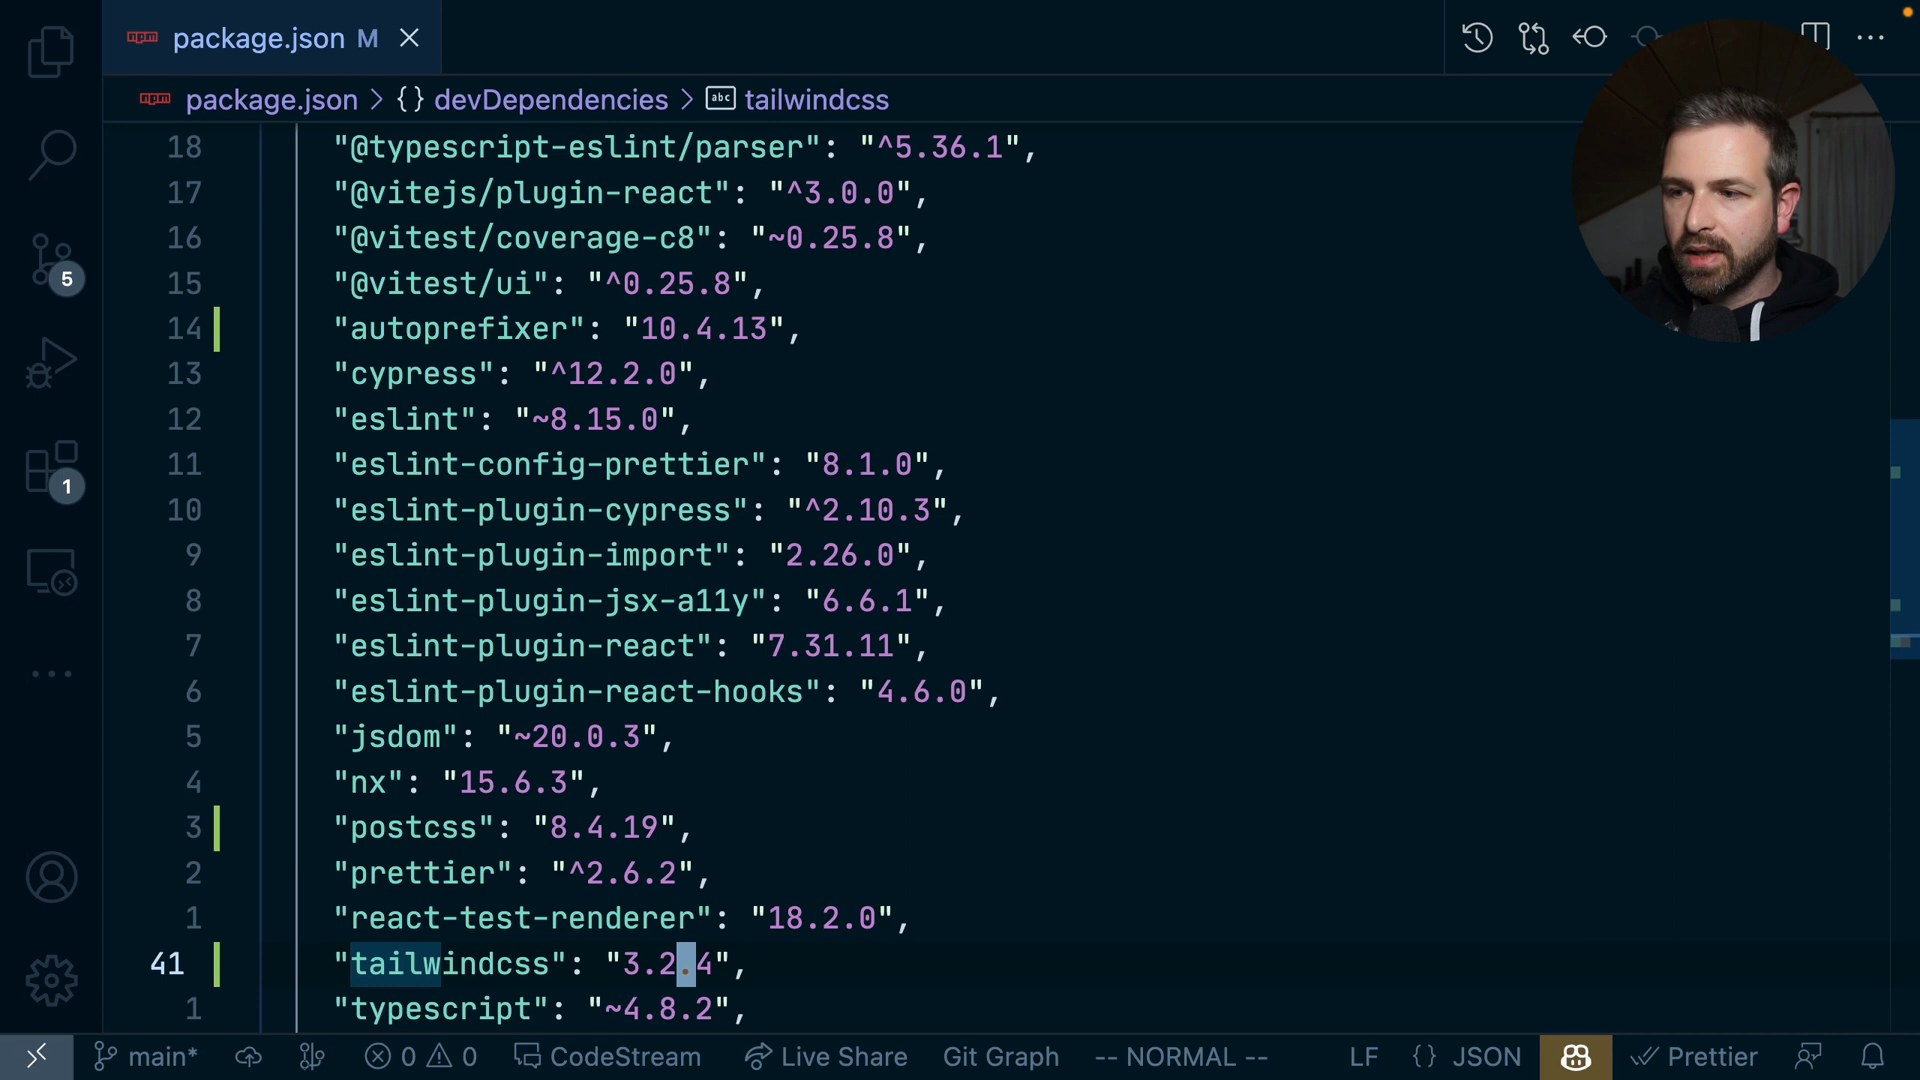 package.json M
package.json > {} devDependencies > abc tailwindcss
18 "@typescript-eslint/parser": "^5.36.1",
17 "@vitejs/plugin-react": "^3.0.0",
16 "@vitest/coverage-c8": "~0.25.8",
15 "@vitest/ui": "^0.25.8",
14 "autoprefixer": "10.4.13",
13 "cypress": "^12.2.0",
12 "eslint": "~8.15.0",
11 "eslint-config-prettier": "8.1.0",
10 "eslint-plugin-cypress": "^2.10.3",
9 "eslint-plugin-import": "2.26.0",
8 "eslint-plugin-jsx-a11y": "6.6.1",
7 "eslint-plugin-react": "7.31.11",
6 "eslint-plugin-react-hooks": "4.6.0",
5 "jsdom": "~20.0.3",
4 "nx": "15.6.3",
3 "postcss": "8.4.19",
2 "prettier": "^2.6.2",
1 "react-test-renderer": "18.2.0",
41 "tailwindcss": "3.2.4",
1 "typescript": "~4.8.2",
5
1
main* 0 0 CodeStream Live Share Git Graph -- NORMAL -- LF {} JSON Prettier